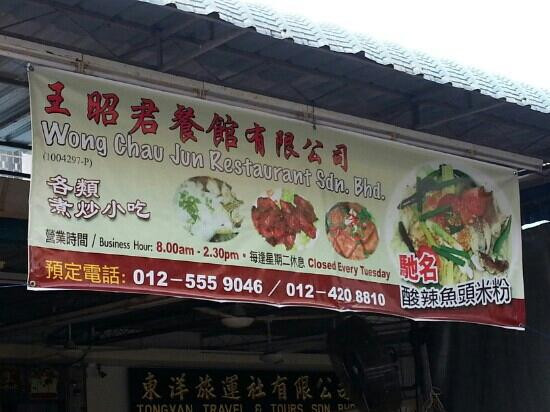 王昭君餐館有限公司
Wong Chau Jun Restaurant Sdn. Bhd.
(1004297-P)
各類
煮炒小吃
營業時間 / Business Hour: 8.00am - 2.30pm • 每逢星期二休息 Closed Every Tuesday
預定電話: 012-555 9046 / 012-420 8810
馳名
酸辣魚頭米粉
東洋旅運社有限公司
TONGYAN TRAVEL & TOURS SDN BHD